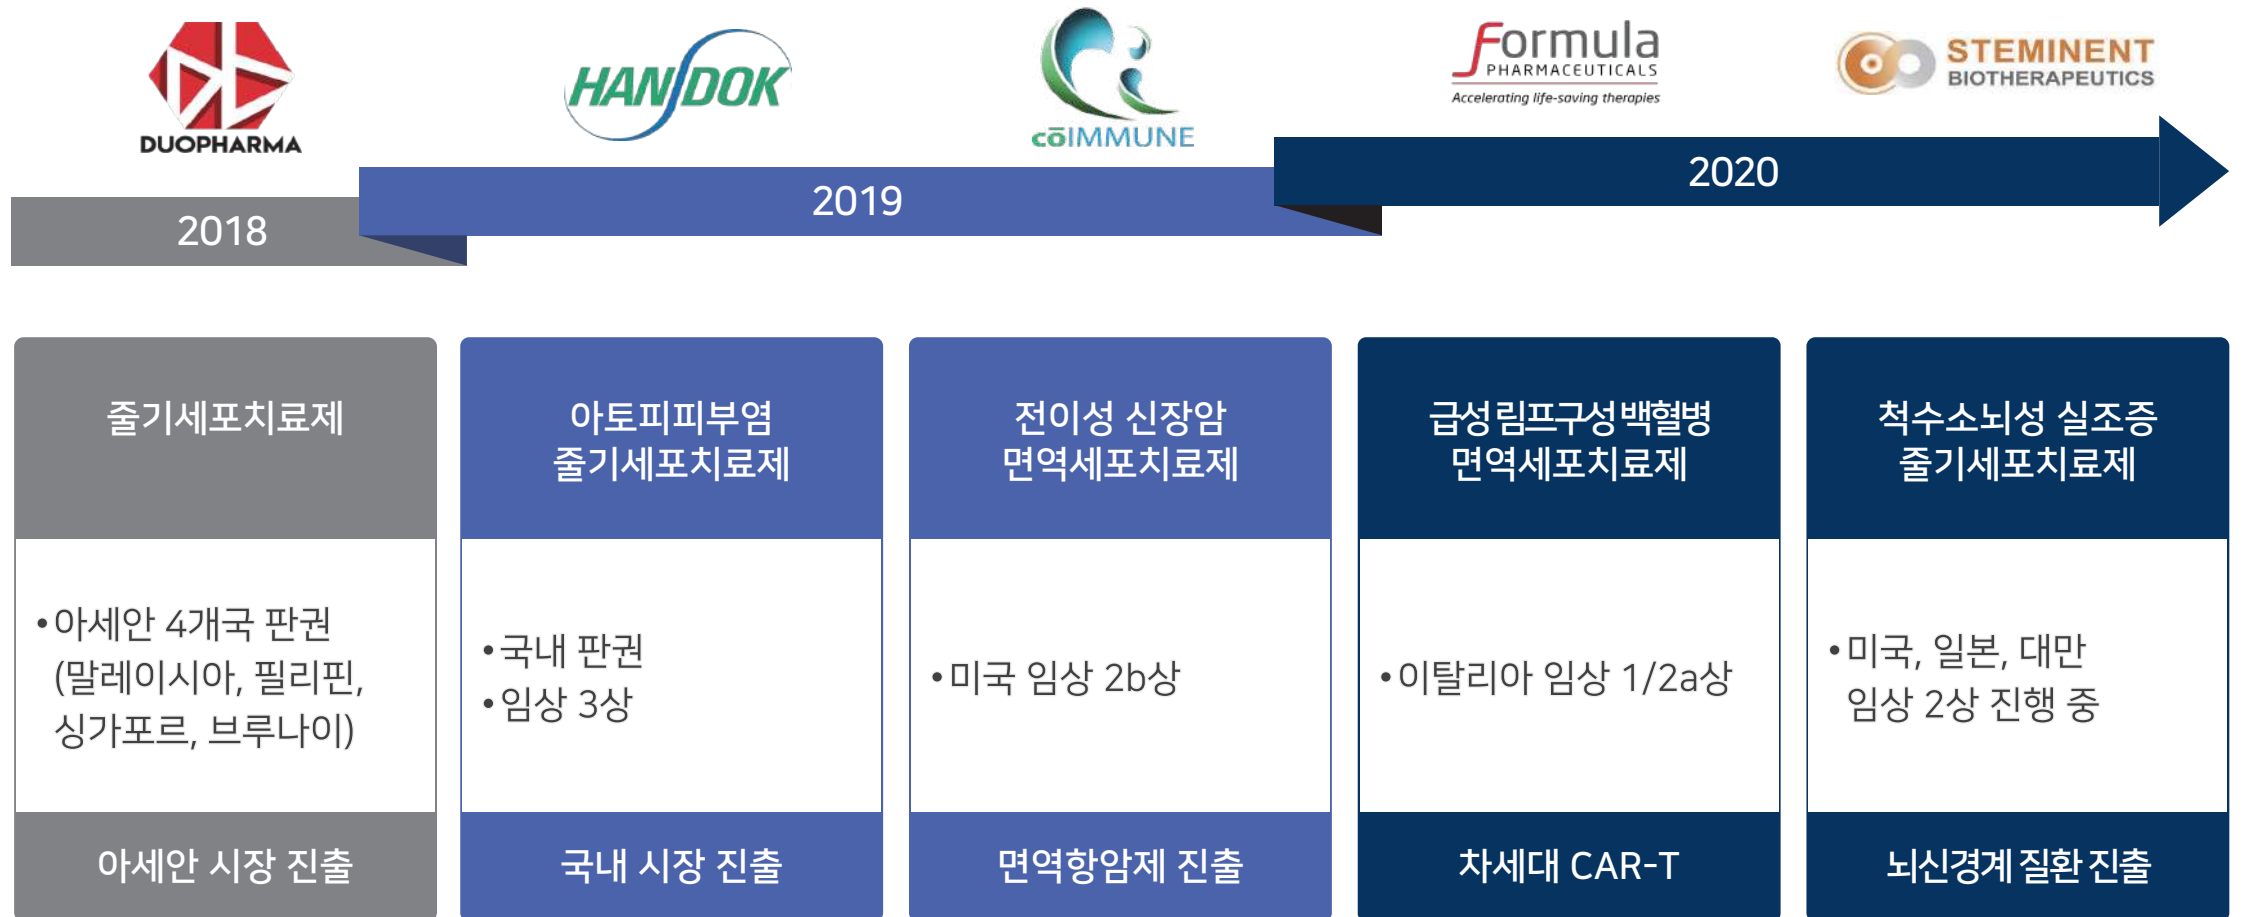 DUOPHARMA
HANDOK
cōIMMUNE
Formula
PHARMACEUTICALS
Accelerating life-saving therapies
STEMINENT
BIOTHERAPEUTICS
2018
2019
2020
줄기세포치료제
•아세안 4개국 판권
(말레이시아, 필리핀,
싱가포르, 브루나이)
아세안 시장 진출
아토피피부염
줄기세포치료제
•국내 판권
•임상 3상
국내 시장 진출
전이성 신장암
면역세포치료제
•미국 임상 2b상
면역항암제 진출
급성 림프구성 백혈병
면역세포치료제
•이탈리아 임상 1/2a상
차세대 CAR-T
척수소뇌성 실조증
줄기세포치료제
•미국, 일본, 대만
임상 2상 진행 중
뇌신경계 질환 진출